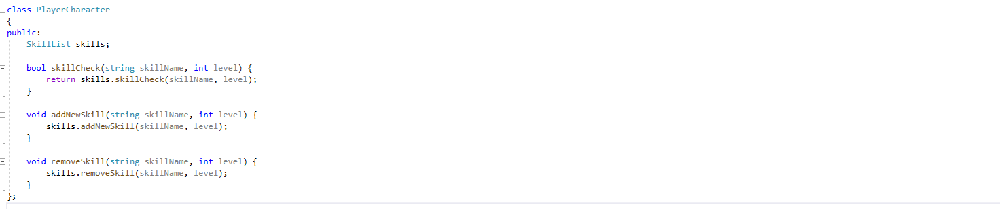 class PlayerCharacter
{
public:
    SkillList skills;

    bool skillCheck(string skillName, int level) {
        return skills.skillCheck(skillName, level);
    }

    void addNewSkill(string skillName, int level) {
        skills.addNewSkill(skillName, level);
    }

    void removeSkill(string skillName, int level) {
        skills.removeSkill(skillName, level);
    }
};